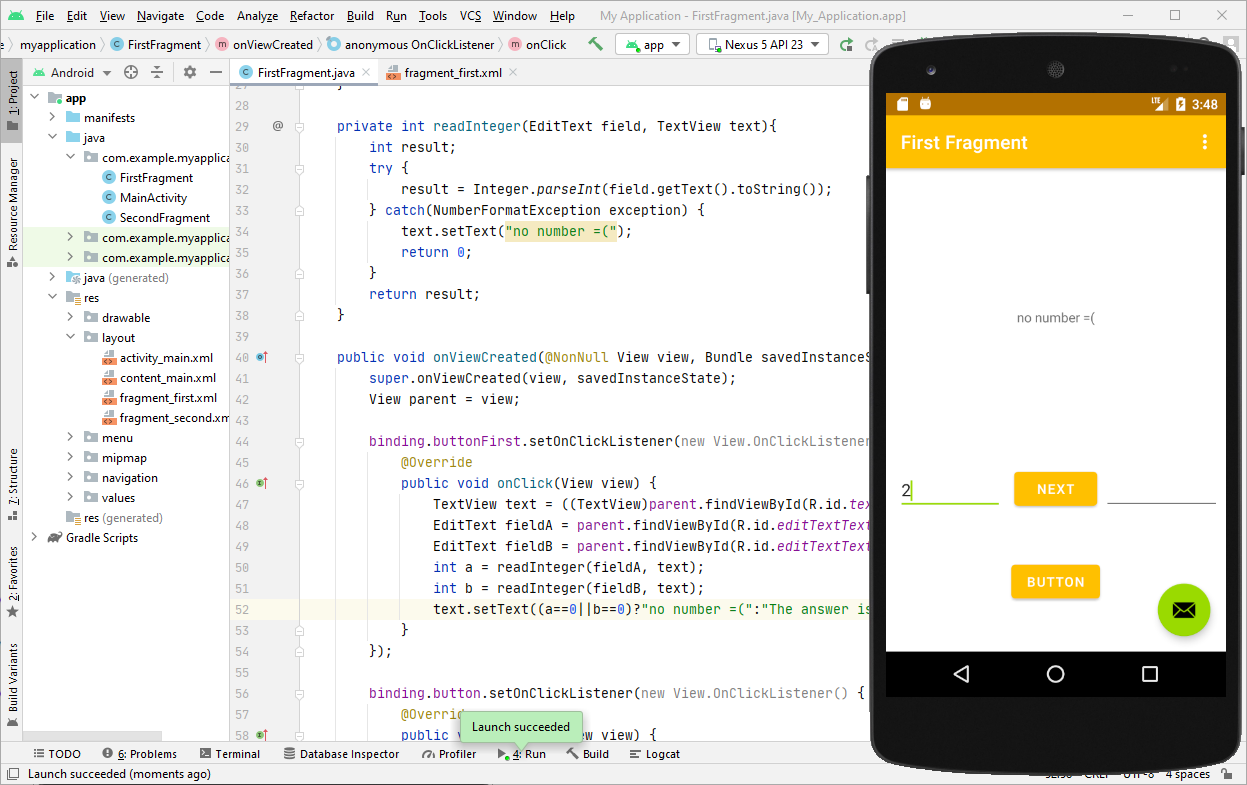 File Edit View Navigate Code Analyze Refactor Build Run Tools VCS Window Help My Application - FirstFragment.java [My_Application.app]
myapplication FirstFragment onViewCreated anonymous OnClickListener onClick app Nexus 5 API 23
Android FirstFragment.java fragment_first.xml
1: Project
Resource Manager
7: Structure
2: Favorites
Build Variants
app
manifests
java
com.example.myapplica
FirstFragment
MainActivity
SecondFragment
com.example.myapplica
com.example.myapplica
java (generated)
res
drawable
layout
activity_main.xml
content_main.xml
fragment_first.xml
fragment_second.xm
menu
mipmap
navigation
values
res (generated)
Gradle Scripts
27 }
28
29 @ private int readInteger(EditText field, TextView text){
30 int result;
31 try {
32 result = Integer.parseInt(field.getText().toString());
33 } catch(NumberFormatException exception) {
34 text.setText("no number =(");
35 return 0;
36 }
37 return result;
38 }
39
40 public void onViewCreated(@NonNull View view, Bundle savedInstanceS
41 super.onViewCreated(view, savedInstanceState);
42 View parent = view;
43
44 binding.buttonFirst.setOnClickListener(new View.OnClickListener
45 @Override
46 public void onClick(View view) {
47 TextView text = ((TextView)parent.findViewById(R.id.tex
48 EditText fieldA = parent.findViewById(R.id.editTextText
49 EditText fieldB = parent.findViewById(R.id.editTextText
50 int a = readInteger(fieldA, text);
51 int b = readInteger(fieldB, text);
52 text.setText((a==0||b==0)?"no number =(":"The answer is
53 }
54 });
55
56 binding.button.setOnClickListener(new View.OnClickListener() {
57 @Overrid
58 public v w view) {
Launch succeeded
LTE 3:48
First Fragment
no number =(
2
NEXT
BUTTON
TODO 6: Problems Terminal Database Inspector Profiler 4: Run Build Logcat
Launch succeeded (moments ago) 4 spaces